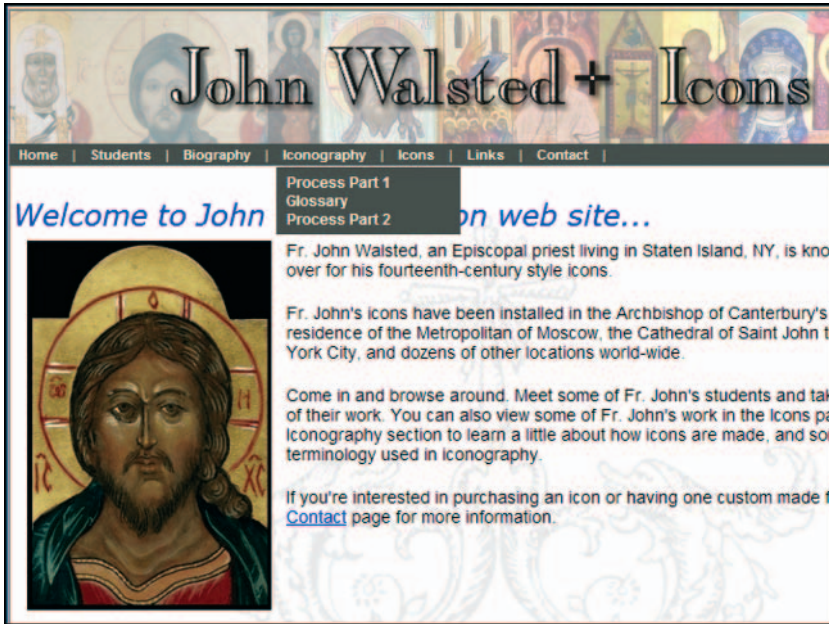 John Walsted+ Icons
Home | Students | Biography | Iconography | Icons | Links | Contact |
Process Part 1
Glossary
Process Part 2
Welcome to John on web site...
Fr. John Walsted, an Episcopal priest living in Staten Island, NY, is kno
over for his fourteenth-century style icons.
Fr. John's icons have been installed in the Archbishop of Canterbury's
residence of the Metropolitan of Moscow, the Cathedral of Saint John t
York City, and dozens of other locations world-wide.
Come in and browse around. Meet some of Fr. John's students and tak
of their work. You can also view some of Fr. John's work in the Icons pa
Iconography section to learn a little about how icons are made, and so
terminology used in iconography.
If you're interested in purchasing an icon or having one custom made f
Contact page for more information.
IC XC